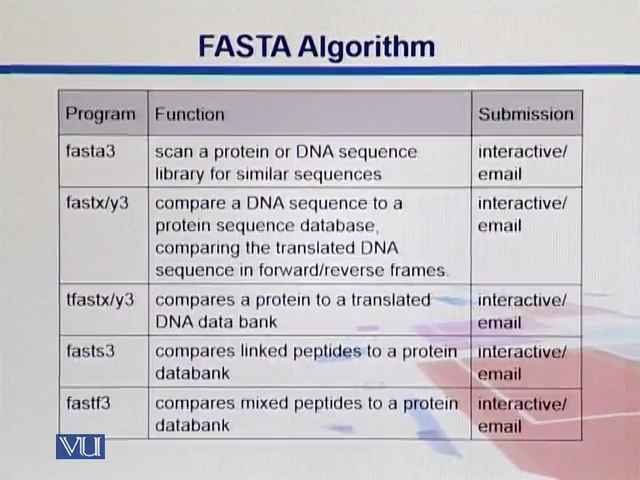 FASTA Algorithm
Program Function Submission
fasta3 scan a protein or DNA sequence interactive/
library for similar sequences email
fastx/y3 compare a DNA sequence to a interactive/
protein sequence database, email
comparing the translated DNA
sequence in forward/reverse frames.
tfastx/y3 compares a protein to a translated interactive/
DNA data bank email
fasts3 compares linked peptides to a protein interactive/
databank email
fastf3 compares mixed peptides to a protein interactive/
databank email
VU